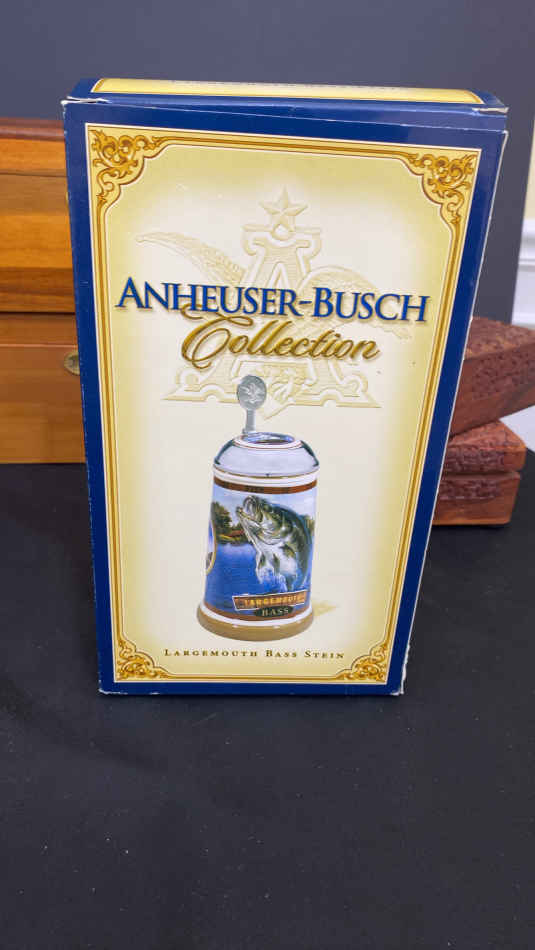 ANHEUSER-BUSCH
Collection
LARGEMOUTH
BASS
LARGEMOUTH BASS STEIN